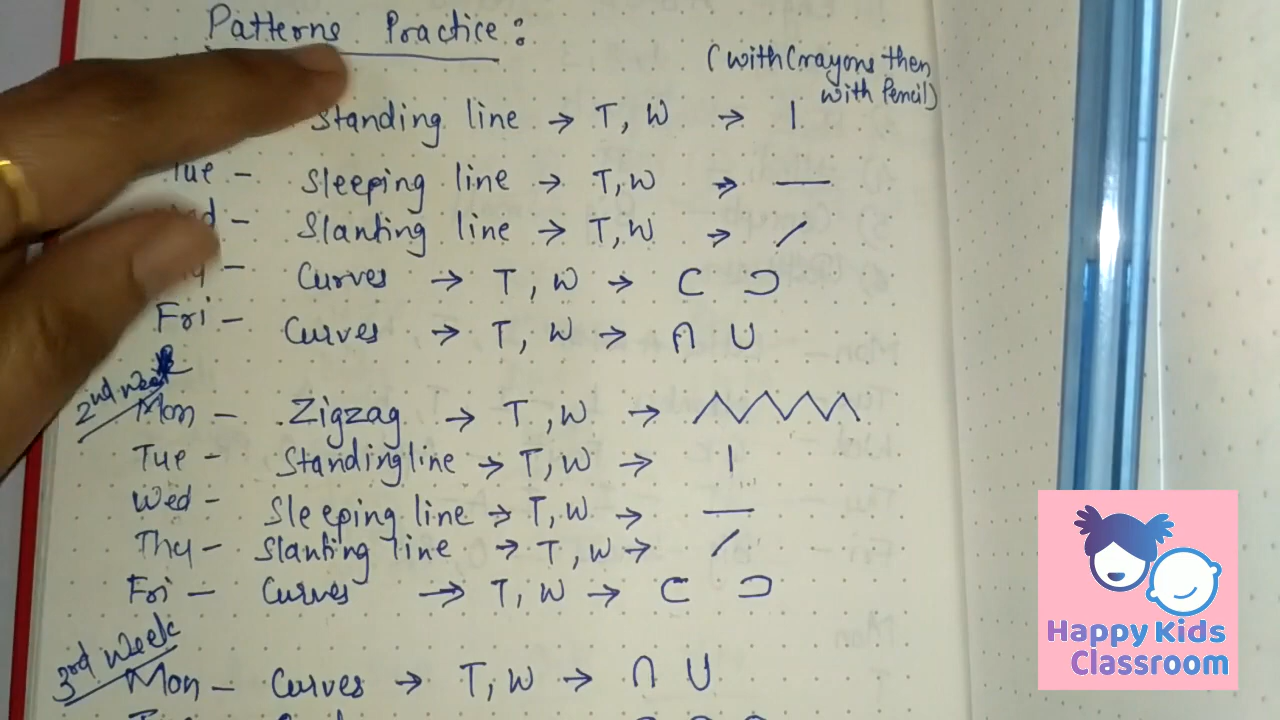 Patterns Practice :
(with Crayons then
with Pencil)
Standing line → T, W → |
Tue - Sleeping line → T, W → —
Slanting line → T, W → /
Curves → T, W → ⊂ ⊃
Fri - Curves → T, W → ∩ ∪
2nd week
Mon - Zigzag → T, W → /\/\/\/\
Tue - Standing line → T, W → |
Wed - Sleeping line → T, W → —
Thu - Slanting line → T, W → /
Fri - Curves → T, W → ⊂ ⊃
3rd week
Mon - Curves → T, W → ∩ ∪
Happy Kids
Classroom